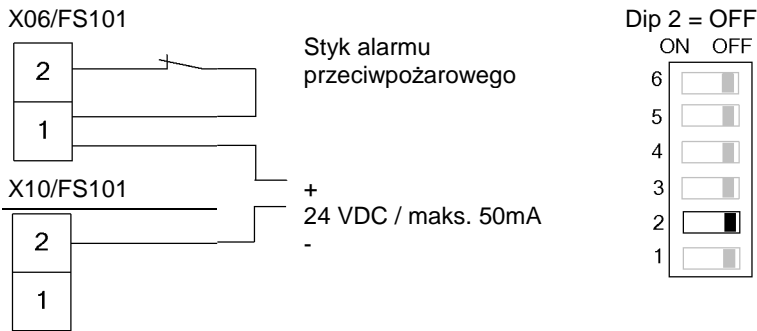 X06/FS101
2
1
Styk alarmu
przeciwpożarowego
X10/FS101
2
1
+
24 VDC / maks. 50mA
-
Dip 2 = OFF
ON OFF
6
5
4
3
2
1